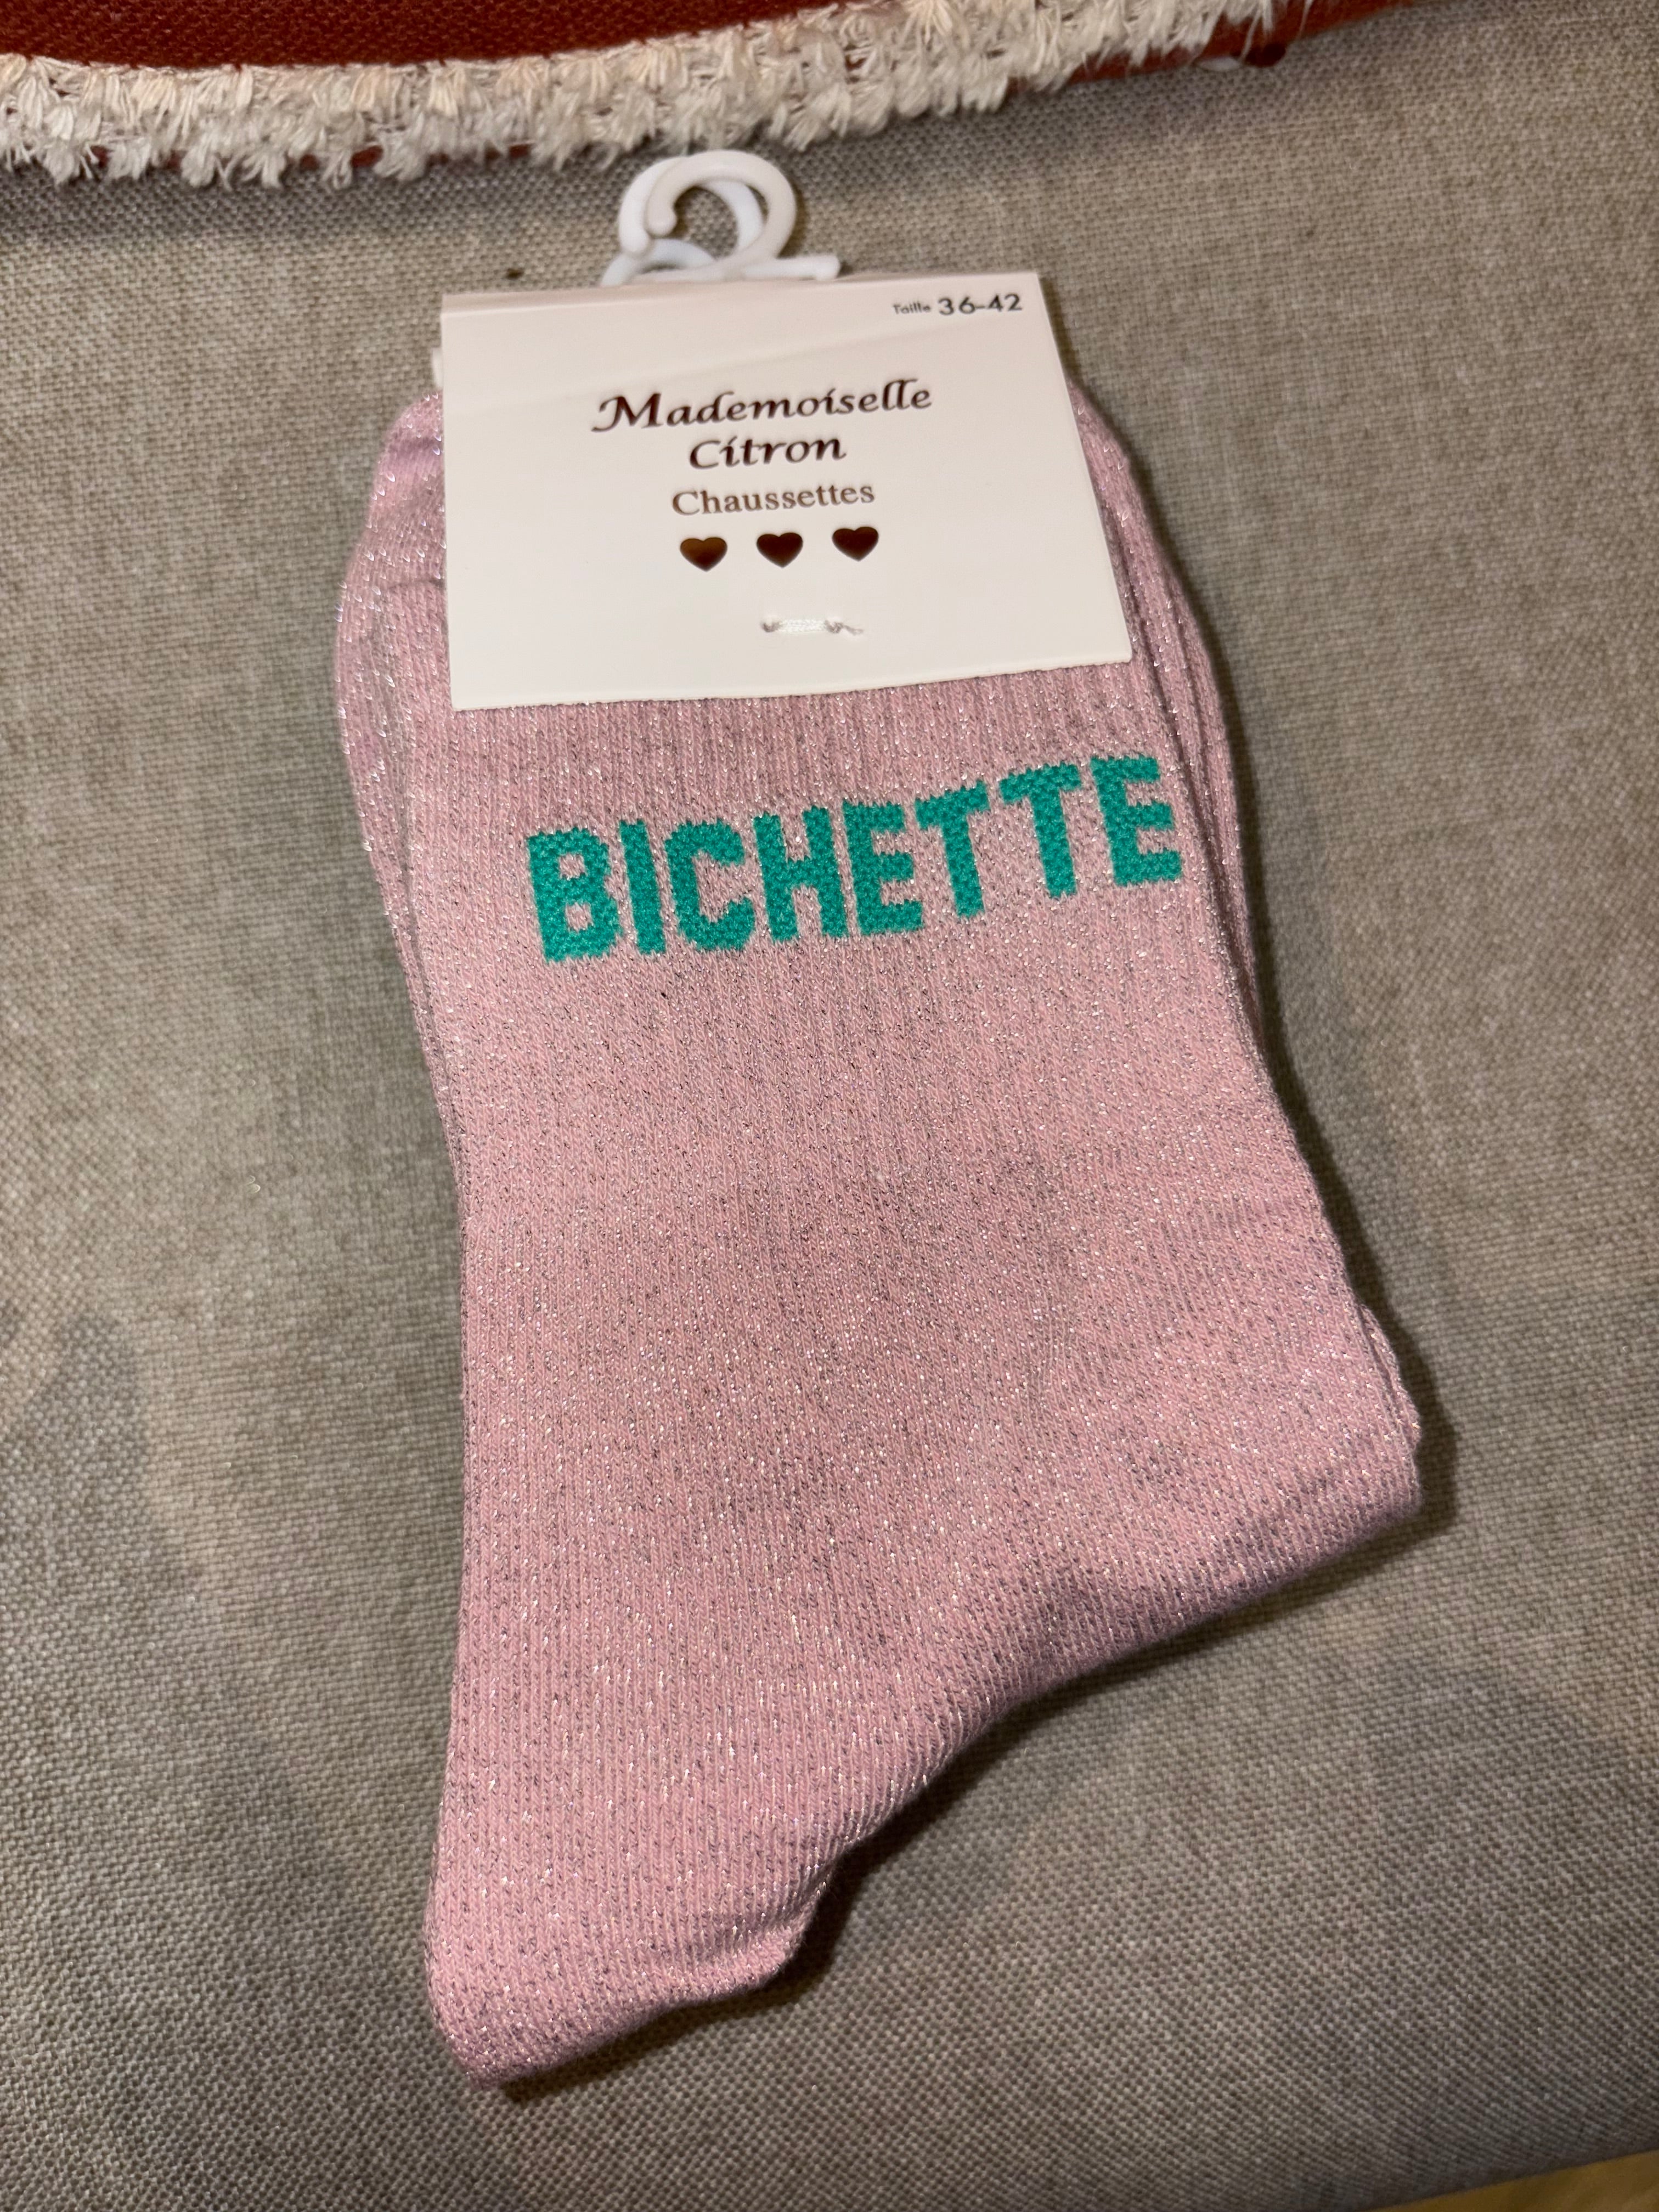 Taille 36-42
Mademoiselle
Citron
Chaussettes
BICHETTE